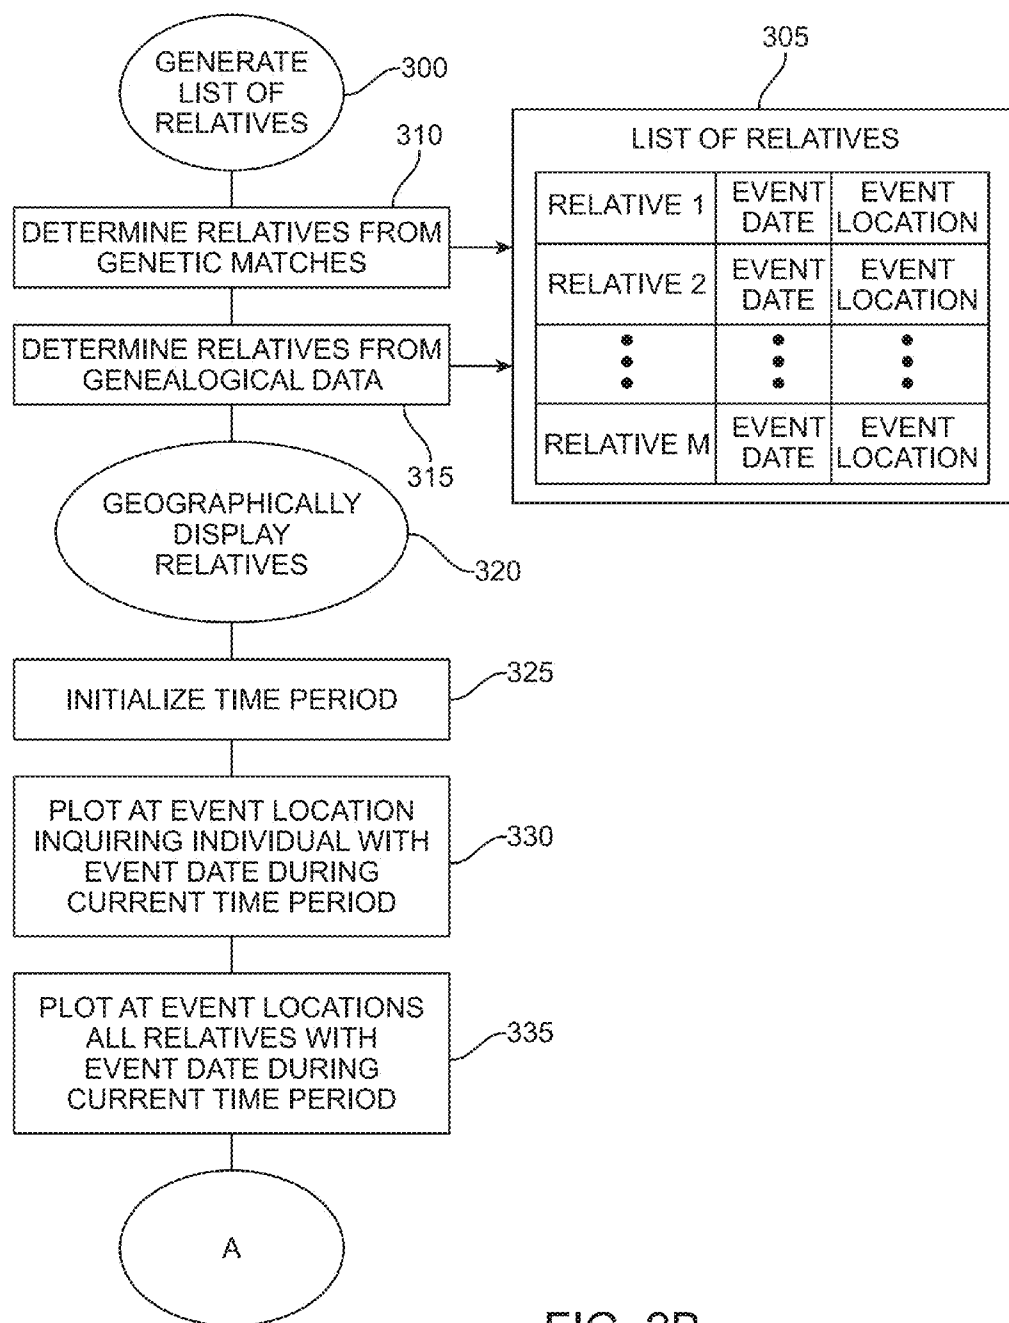 GENERATE
LIST OF
RELATIVES
300
305
310
LIST OF RELATIVES
RELATIVE 1 EVENT DATE EVENT LOCATION
DETERMINE RELATIVES FROM
GENETIC MATCHES
RELATIVE 2 EVENT DATE EVENT LOCATION
DETERMINE RELATIVES FROM
GENEALOGICAL DATA
315
RELATIVE M EVENT DATE EVENT LOCATION
GEOGRAPHICALLY
DISPLAY
RELATIVES
320
INITIALIZE TIME PERIOD
325
PLOT AT EVENT LOCATION
INQUIRING INDIVIDUAL WITH
EVENT DATE DURING
CURRENT TIME PERIOD
330
PLOT AT EVENT LOCATIONS
ALL RELATIVES WITH
EVENT DATE DURING
CURRENT TIME PERIOD
335
A
FIG.